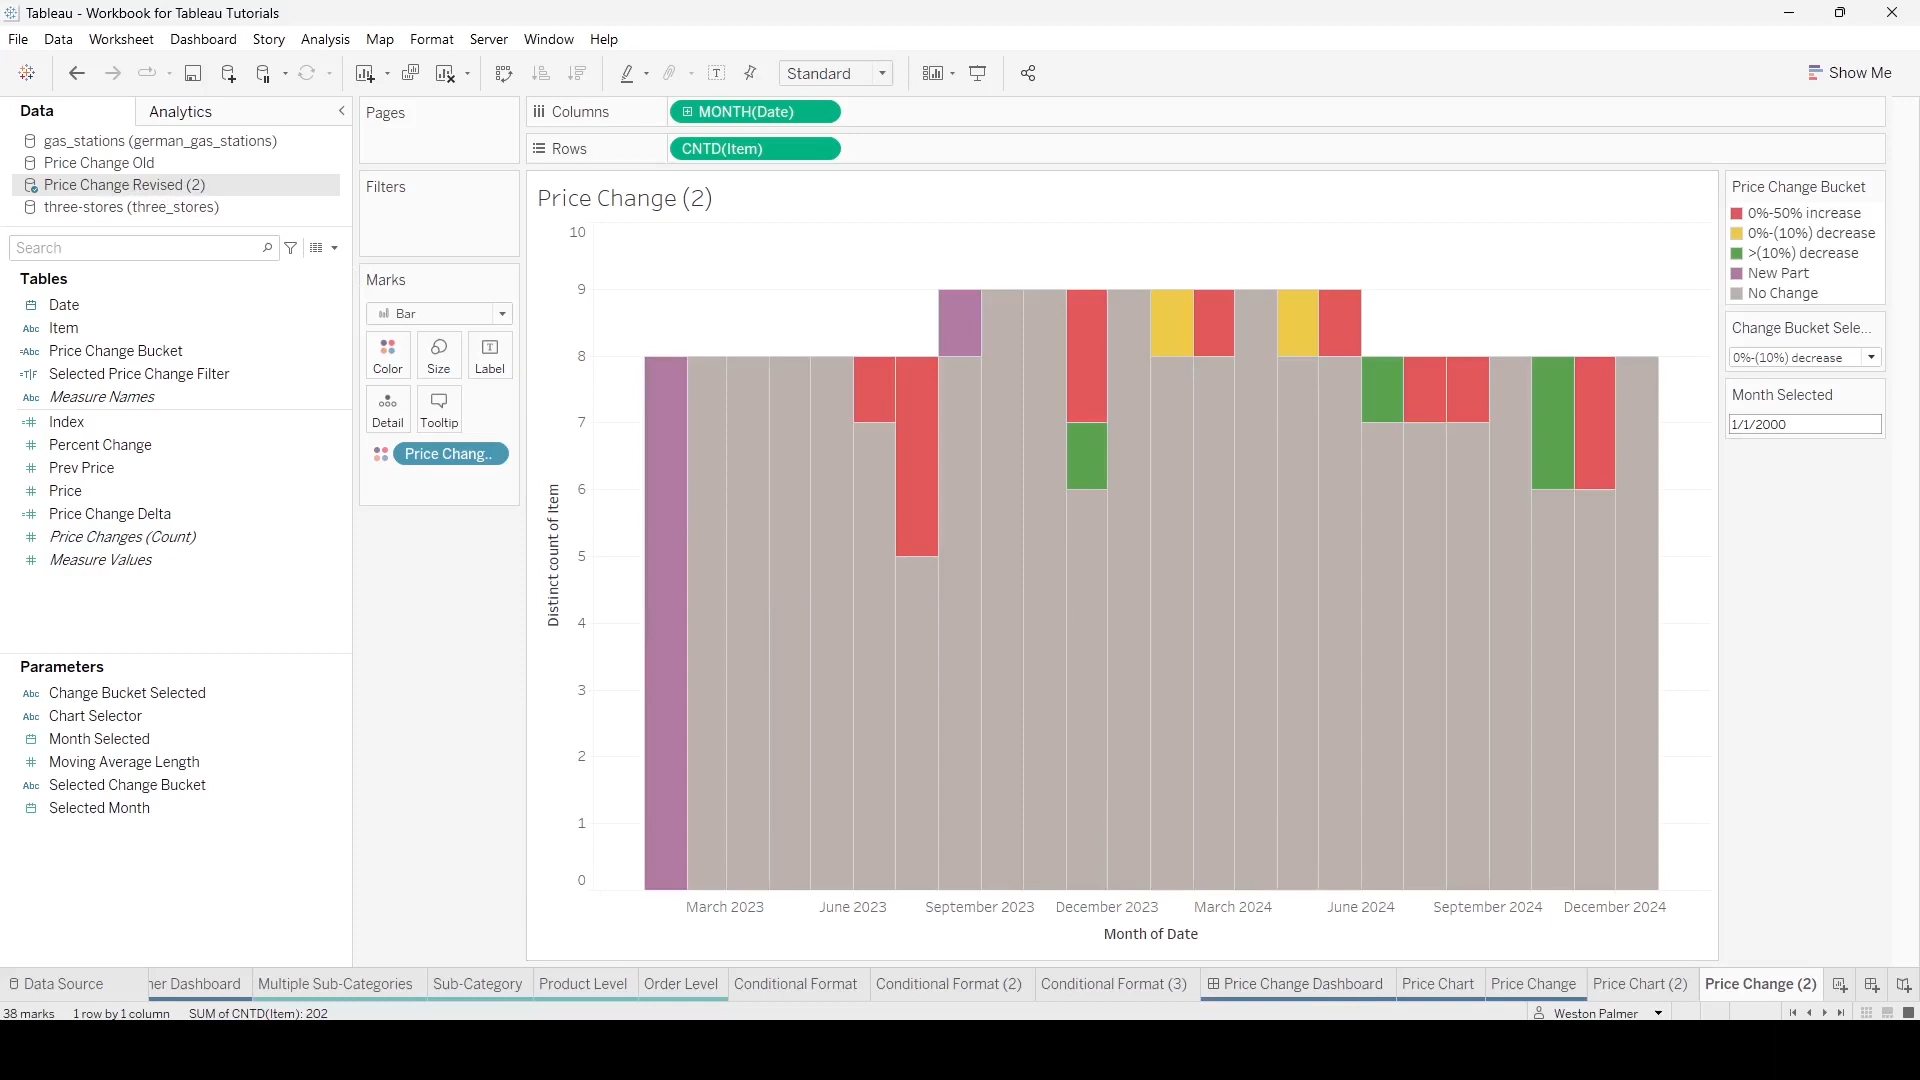 Tableau - Workbook for Tableau Tutorials
File Data Worksheet Dashboard Story Analysis Map Format Server Window Help
Standard
Show Me
Data
Analytics
gas_stations (german_gas_stations)
Price Change Old
Price Change Revised (2)
three-stores (three_stores)
Search
Tables
Date
Abc Item
=Abc Price Change Bucket
=T|F Selected Price Change Filter
Abc Measure Names
Index
Percent Change
Prev Price
Price
Price Change Delta
Price Changes (Count)
Measure Values
Parameters
Abc Change Bucket Selected
Abc Chart Selector
Month Selected
Moving Average Length
Abc Selected Change Bucket
Selected Month
Pages
Filters
Marks
Bar
Color Size Label
Detail Tooltip
Price Chang..
Columns
MONTH(Date)
Rows
CNTD(Item)
Price Change (2)
10
9
8
7
6
5
4
3
2
1
0
Distinct count of Item
March 2023 June 2023 September 2023 December 2023 March 2024 June 2024 September 2024 December 2024
Month of Date
Price Change Bucket
0%-50% increase
0%-(10%) decrease
>(10%) decrease
New Part
No Change
Change Bucket Sele...
0%-(10%) decrease
Month Selected
1/1/2000
Data Source
ner Dashboard Multiple Sub-Categories Sub-Category Product Level Order Level Conditional Format Conditional Format (2) Conditional Format (3) Price Change Dashboard Price Chart Price Change Price Chart (2) Price Change (2)
38 marks 1 row by 1 column SUM of CNTD(Item): 202
Weston Palmer